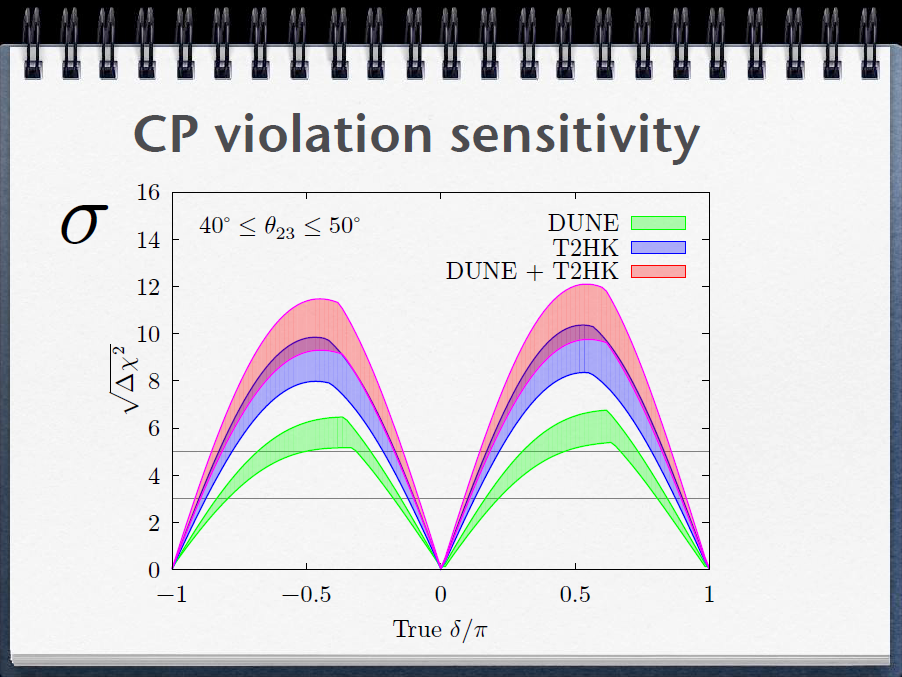 CP violation sensitivity
σ
40° ≤ θ₂₃ ≤ 50°
DUNE
T2HK
DUNE + T2HK
√Δχ²
16
14
12
10
8
6
4
2
0
−1
−0.5
0
0.5
1
True δ/π